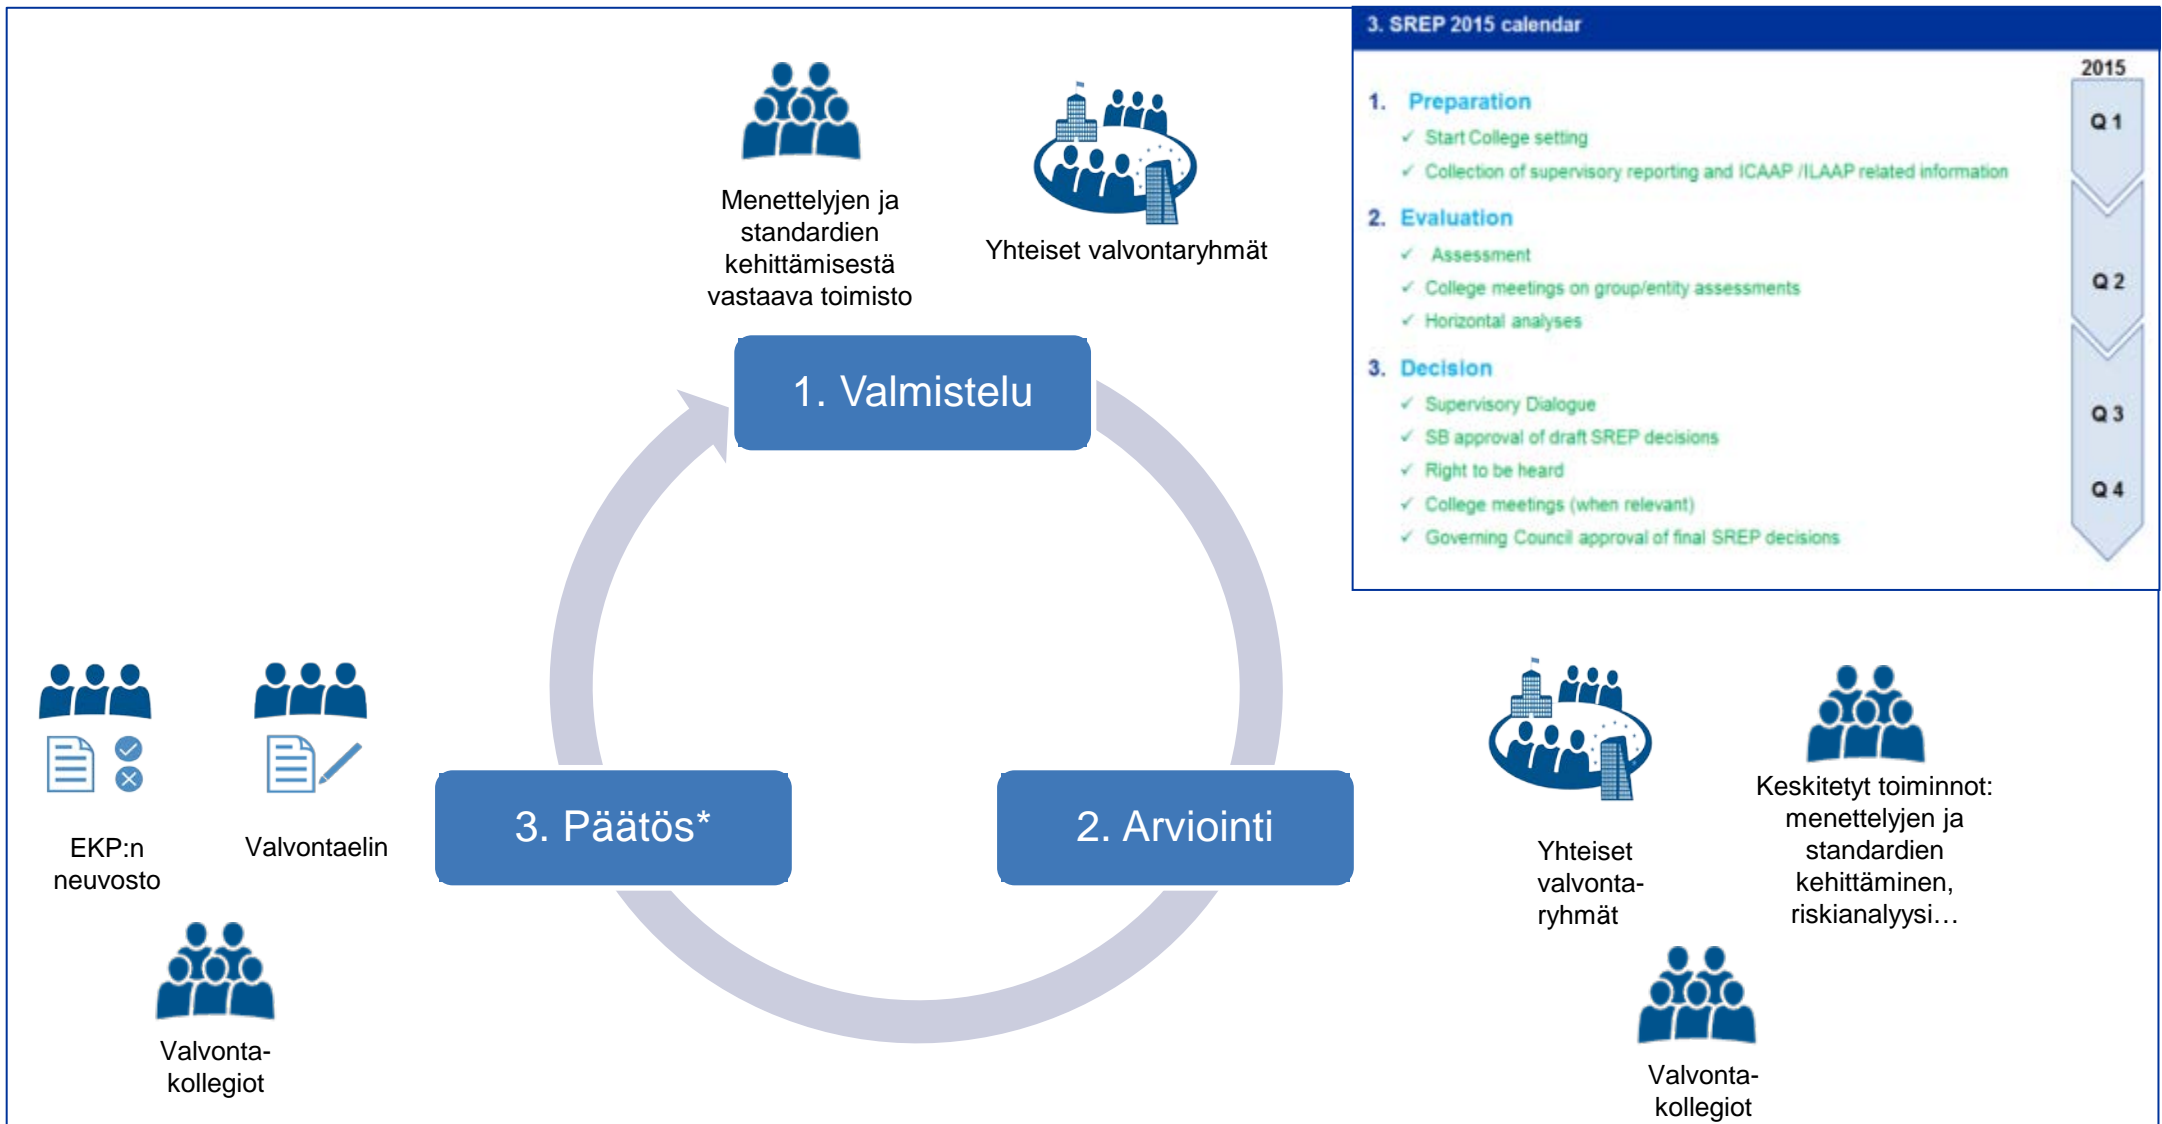 3. SREP 2015 calendar
2015
1. Preparation
✓ Start College setting
✓ Collection of supervisory reporting and ICAAP /ILAAP related information
Q 1
2. Evaluation
✓ Assessment
✓ College meetings on group/entity assessments
✓ Horizontal analyses
Q 2
3. Decision
✓ Supervisory Dialogue
✓ SB approval of draft SREP decisions
✓ Right to be heard
✓ College meetings (when relevant)
✓ Governing Council approval of final SREP decisions
Q 3
Q 4
Menettelyjen ja
standardien
kehittämisestä
vastaava toimisto
Yhteiset valvontaryhmät
1. Valmistelu
2. Arviointi
3. Päätös*
EKP:n
neuvosto
Valvontaelin
Valvonta-
kollegiot
Yhteiset
valvonta-
ryhmät
Keskitetyt toiminnot:
menettelyjen ja
standardien
kehittäminen,
riskianalyysi…
Valvonta-
kollegiot